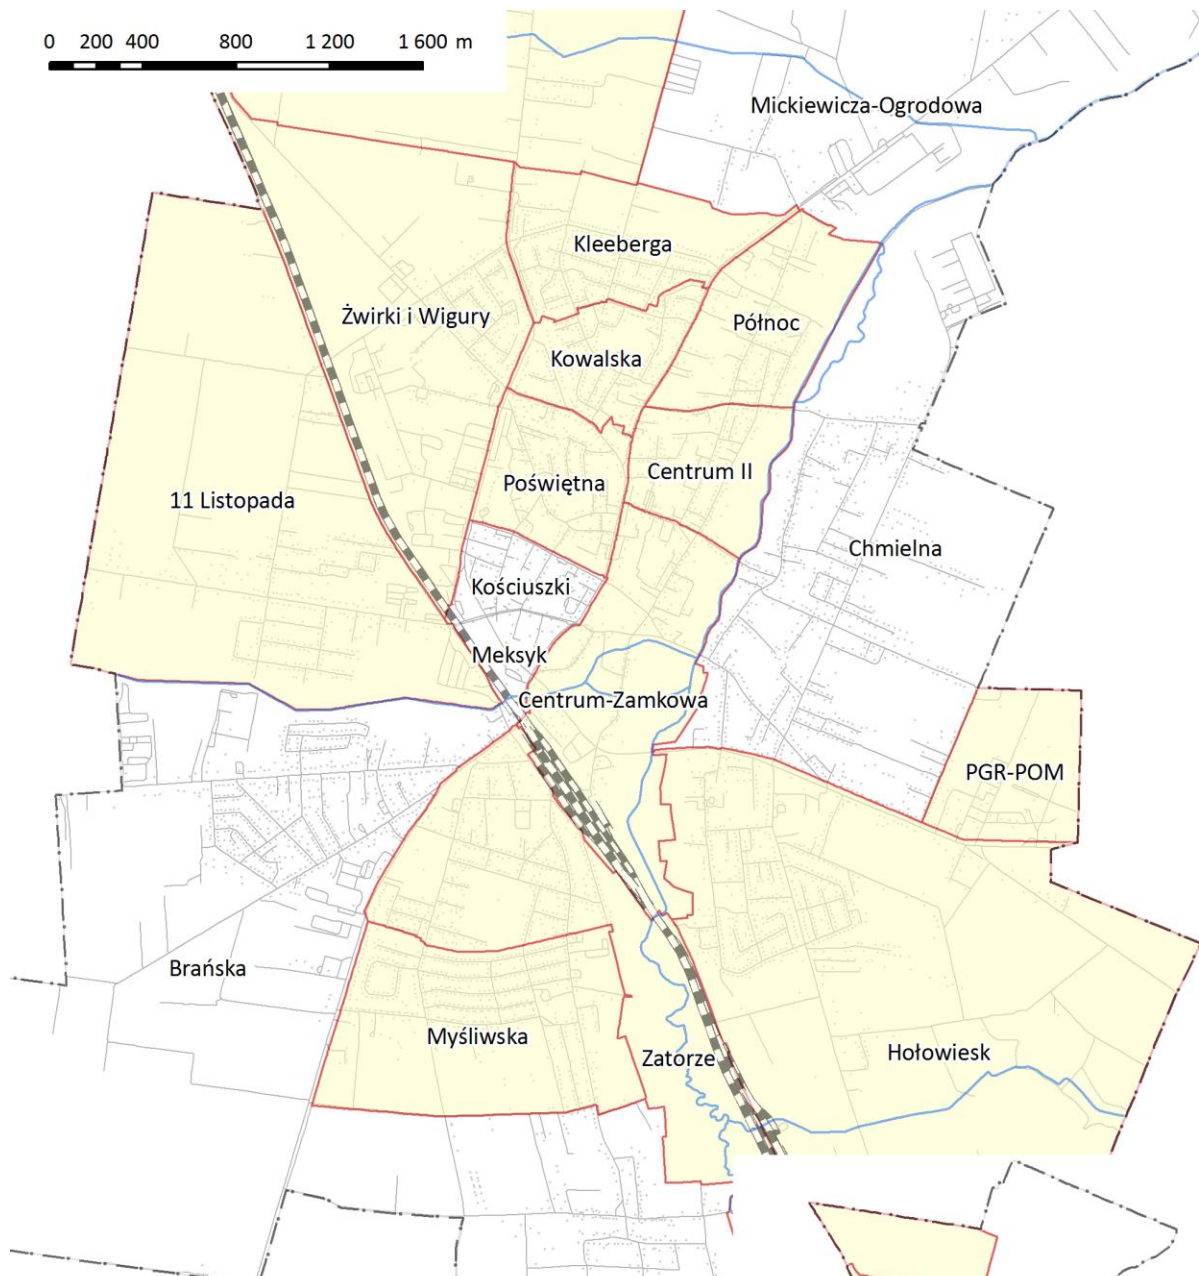 0 200 400 800 1 200 1 600 m
Mickiewicza-Ogrodowa
Kleeberga
Żwirki i Wigury
Północ
Kowalska
11 Listopada
Poświętna
Centrum II
Chmielna
Kościuszki
Meksyk
Centrum-Zamkowa
PGR-POM
Brańska
Myśliwska
Zatorze
Hołowiesk